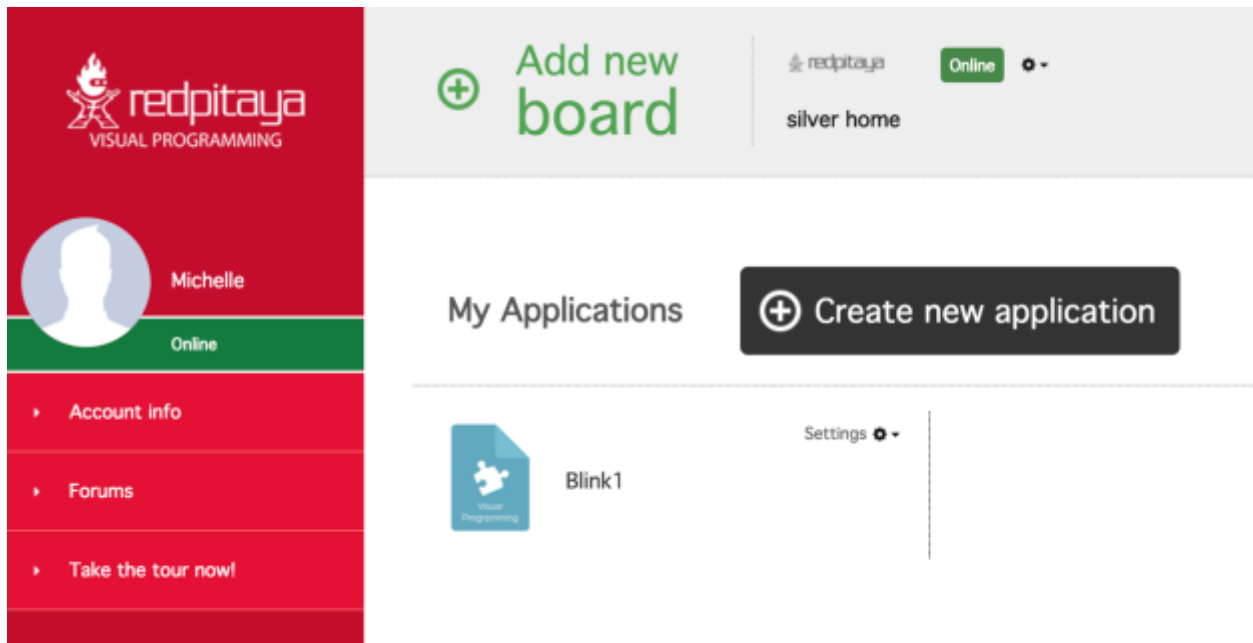 redpitaya
VISUAL PROGRAMMING
Michelle
Online
Account info
Forums
Take the tour now!
Add new
board
redpitaya
Online
silver home
My Applications
Create new application
Visual
Programming
Blink1
Settings